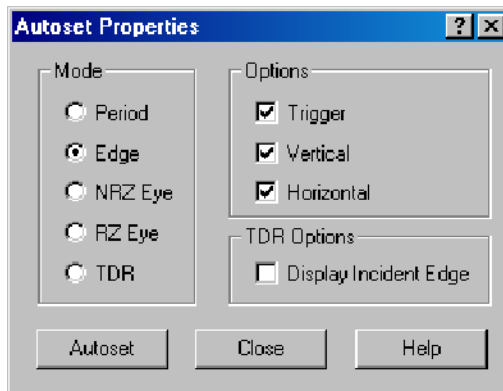 Autoset Properties
Mode
Period
Edge
NRZ Eye
RZ Eye
TDR
Options
Trigger
Vertical
Horizontal
TDR Options
Display Incident Edge
Autoset
Close
Help